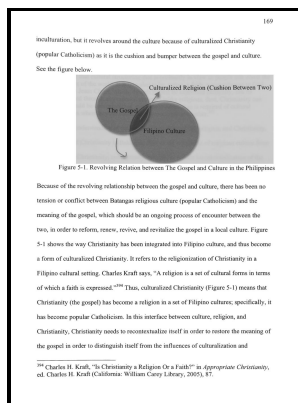 169
inculturation, but it revolves around the culture because of culturalized Christianity
(popular Catholicism) as it is the cushion and bumper between the gospel and culture.
See the figure below.
Culturalized Religion (Cushion Between Two)
The Gospel
Filipino Culture
Figure 5-1. Revolving Relation between The Gospel and Culture in the Philippines
Because of the revolving relationship between the gospel and culture, there has been no
tension or conflict between Batangas religious culture (popular Catholicism) and the
meaning of the gospel, which should be an ongoing process of encounter between the
two, in order to reform, renew, revive, and revitalize the gospel in a local culture. Figure
5-1 shows the way Christianity has been integrated into Filipino culture, and thus become
a form of culturalized Christianity. It refers to the religionization of Christianity in a
Filipino cultural setting. Charles Kraft says, “A religion is a set of cultural forms in terms
of which a faith is expressed.”³⁹⁴ Thus, culturalized Christianity (Figure 5-1) means that
Christianity (the gospel) has become a religion in a set of Filipino cultures; specifically, it
has become popular Catholicism. In this interface between culture, religion, and
Christianity, Christianity needs to recontextualize itself in order to restore the meaning of
the gospel in order to distinguish itself from the influences of culturalization and
³⁹⁴ Charles H. Kraft, “Is Christianity a Religion Or a Faith?” in Appropriate Christianity,
ed. Charles H. Kraft (California: William Carey Library, 2005), 87.